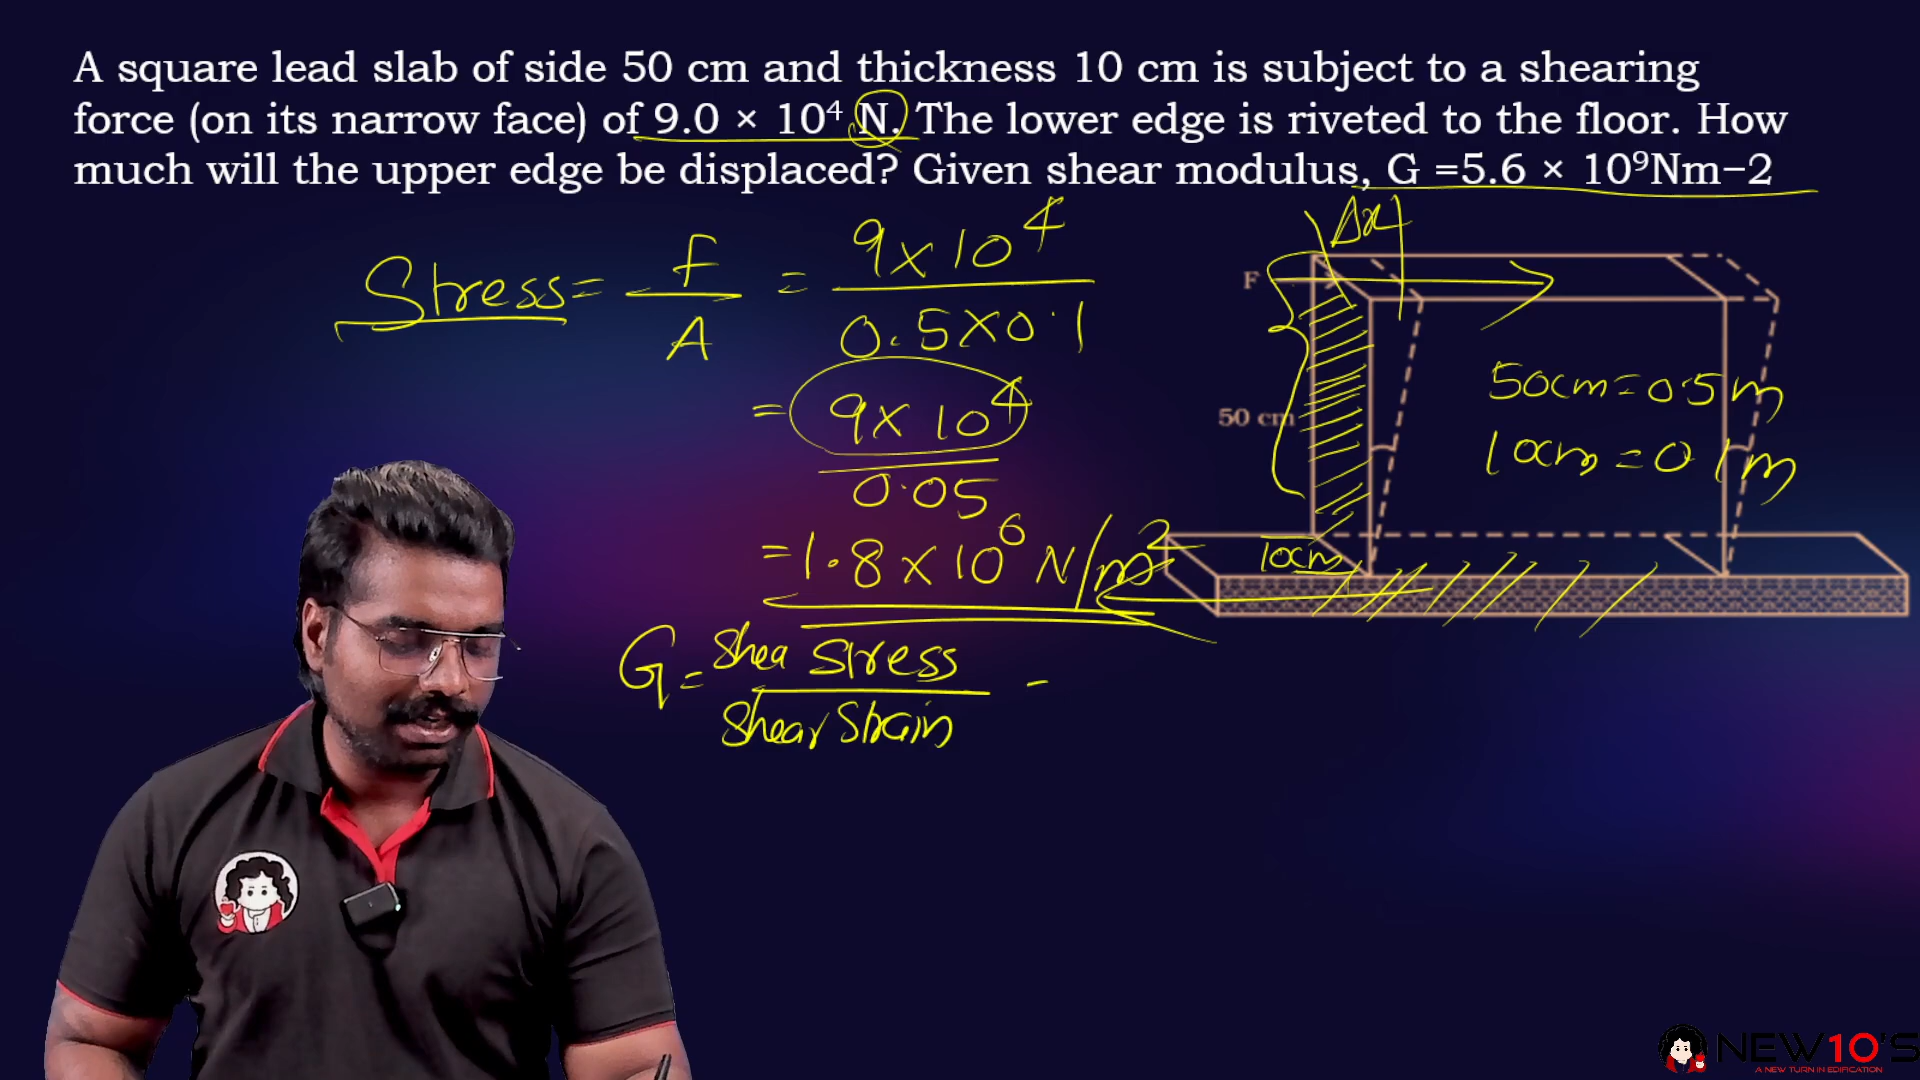 A square lead slab of side 50 cm and thickness 10 cm is subject to a shearing
force (on its narrow face) of 9.0 × 10⁴ N. The lower edge is riveted to the floor. How
much will the upper edge be displaced? Given shear modulus, G =5.6 × 10⁹Nm−2
Stress = F/A = 9×10⁴/0.5×0.1
= 9×10⁴/0.05
= 1.8×10⁶ N/m²
G = Shea Stress/Shear Strain =
Δx
F
50 cm
50cm=0.5m
10cm=0.1m
10cm
NEW10'S
A NEW TURN IN EDIFICATION